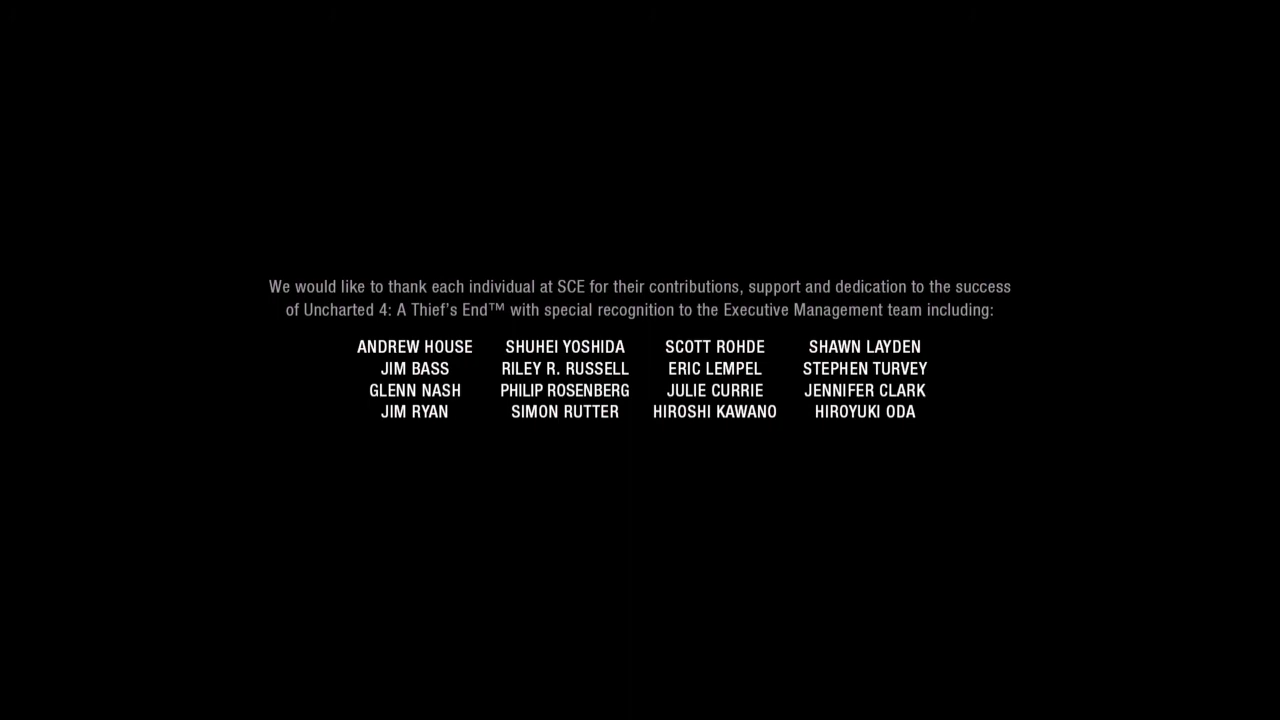 We would like to thank each individual at SCE for their contributions, support and dedication to the success
of Uncharted 4: A Thief's End™ with special recognition to the Executive Management team including:
ANDREW HOUSE SHUHEI YOSHIDA SCOTT ROHDE SHAWN LAYDEN
JIM BASS RILEY R. RUSSELL ERIC LEMPEL STEPHEN TURVEY
GLENN NASH PHILIP ROSENBERG JULIE CURRIE JENNIFER CLARK
JIM RYAN SIMON RUTTER HIROSHI KAWANO HIROYUKI ODA